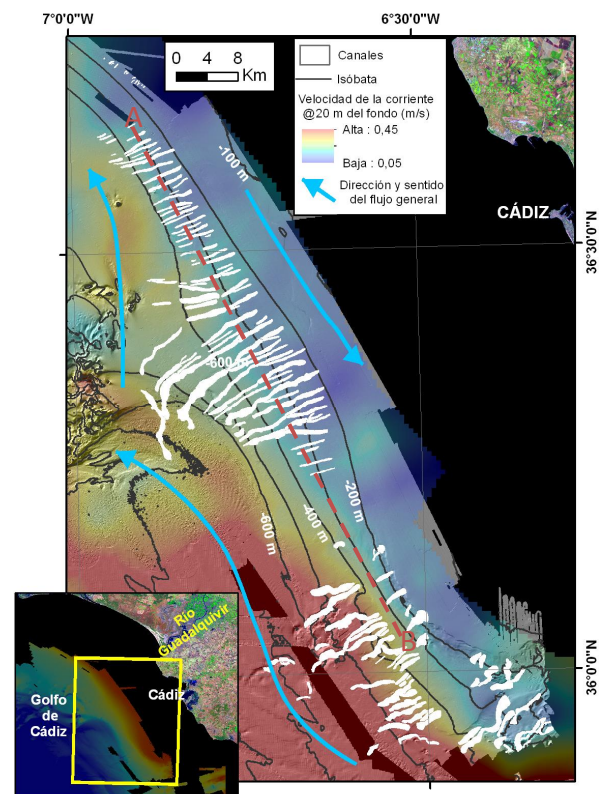 7°0'0"W
6°30'0"W
0 4 8
Km
Canales
Isóbata
Velocidad de la corriente
@20 m del fondo (m/s)
Alta : 0,45
Baja : 0,05
Dirección y sentido
del flujo general
A
-100 m
CÁDIZ
36°30'0"N
-600 m
-200 m
-400 m
-600 m
B
36°0'0"N
Río
Guadalquivir
Golfo
de
Cádiz
Cádiz